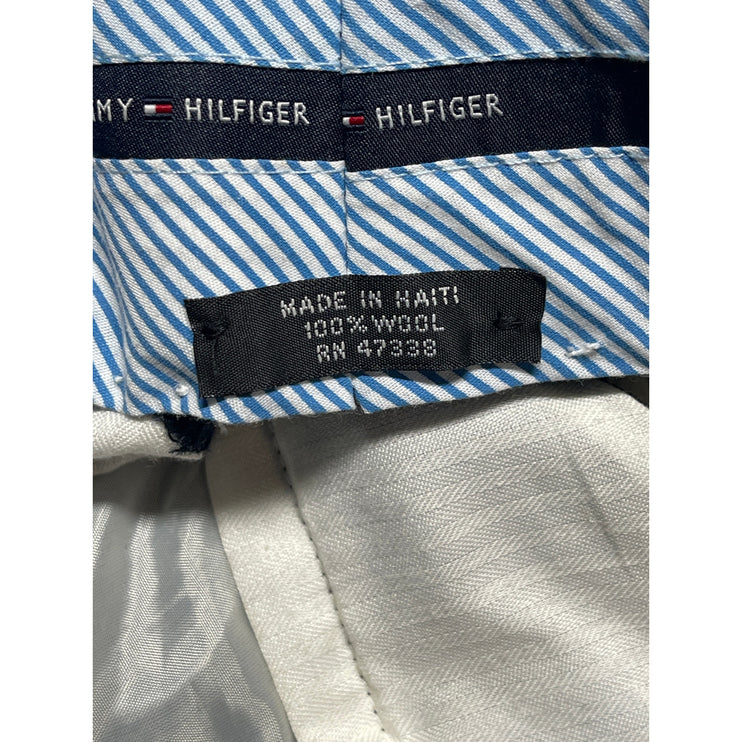 MY HILFIGER HILFIGER
MADE IN HAITI
100% WOOL
RN 47338